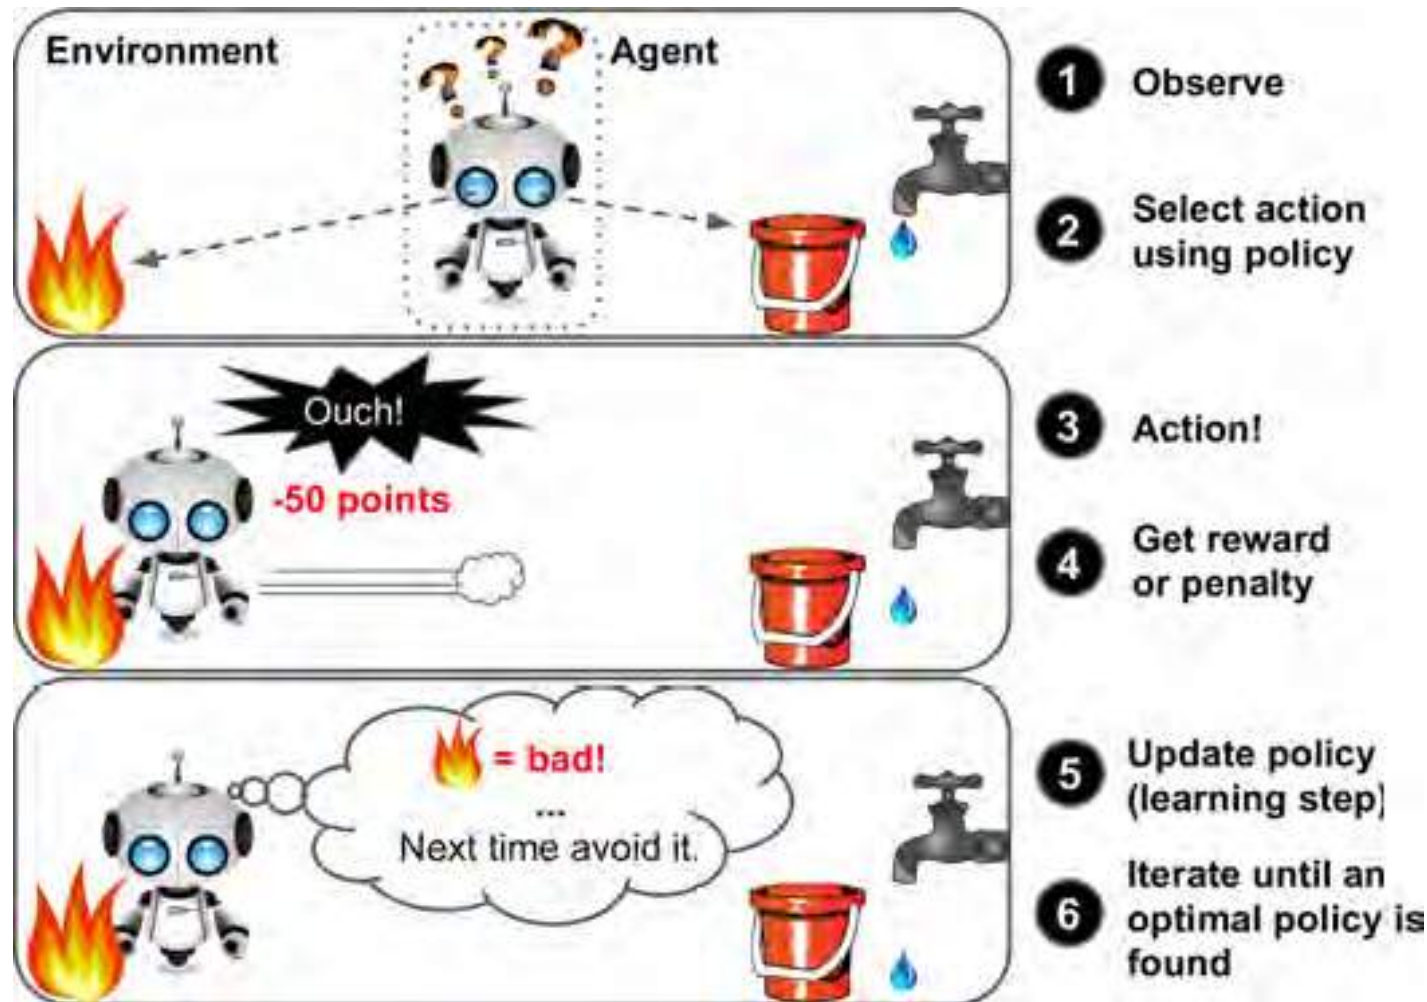 Environment
Agent
1 Observe
2 Select action
using policy
Ouch!
-50 points
3 Action!
4 Get reward
or penalty
= bad!
...
Next time avoid it.
5 Update policy
(learning step)
6 Iterate until an
optimal policy is
found